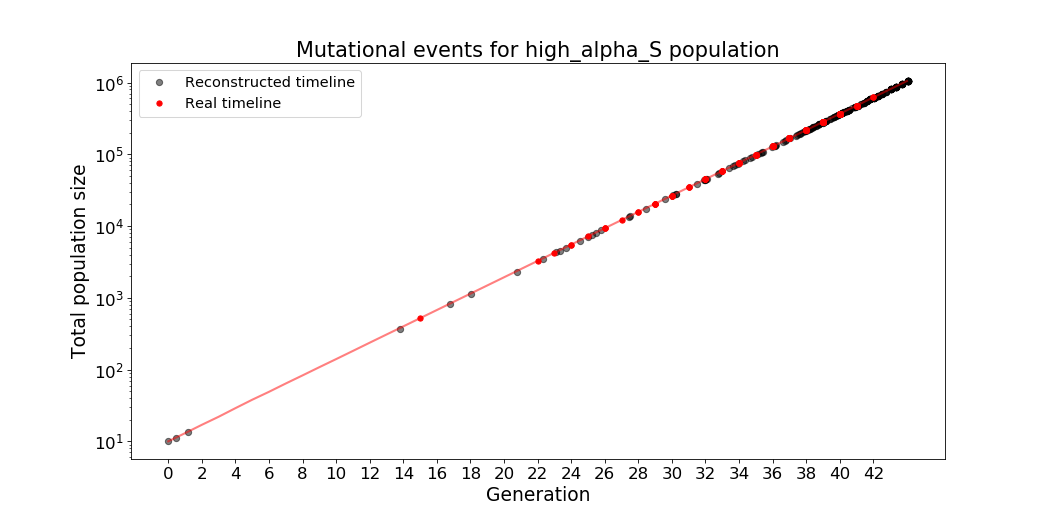 Mutational events for high_alpha_S population
Reconstructed timeline
Real timeline
Total population size
10^6
10^5
10^4
10^3
10^2
10^1
0 2 4 6 8 10 12 14 16 18 20 22 24 26 28 30 32 34 36 38 40 42
Generation